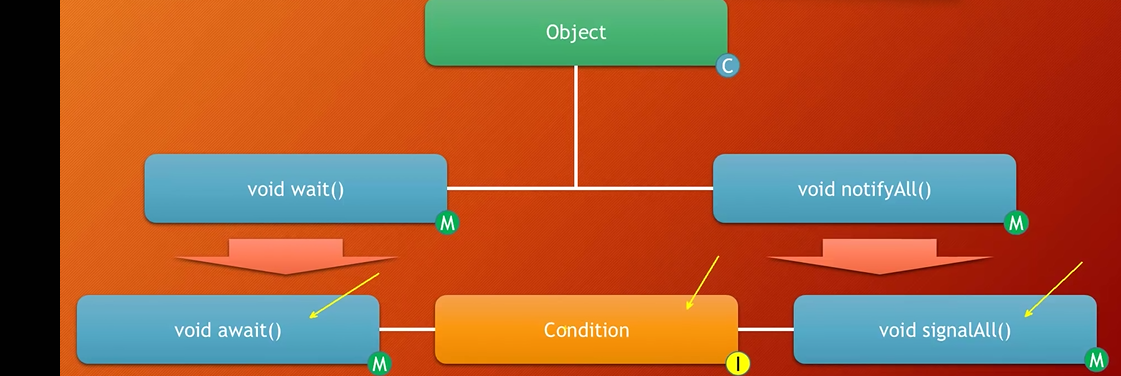 Object
C
void wait()
M
void notifyAll()
M
void await()
M
Condition
I
void signalAll()
M